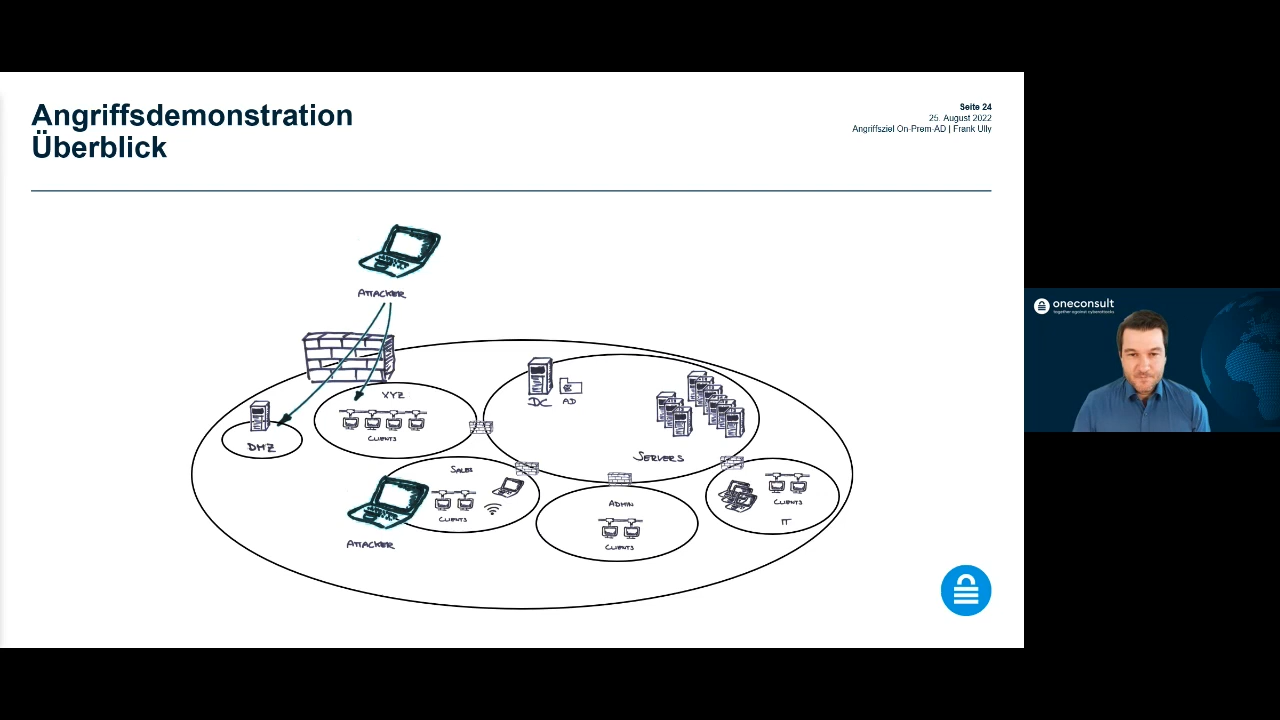 Angriffsdemonstration
Überblick
Seite 24
25. August 2022
Angriffsziel On-Prem-AD | Frank Ully
ATTACKER
XYZ
CLIENTS
DMZ
DC
AD
SERVERS
SALES
CLIENTS
ATTACKER
ADMIN
CLIENTS
CLIENTS
IT
oneconsult
together against cyberattacks